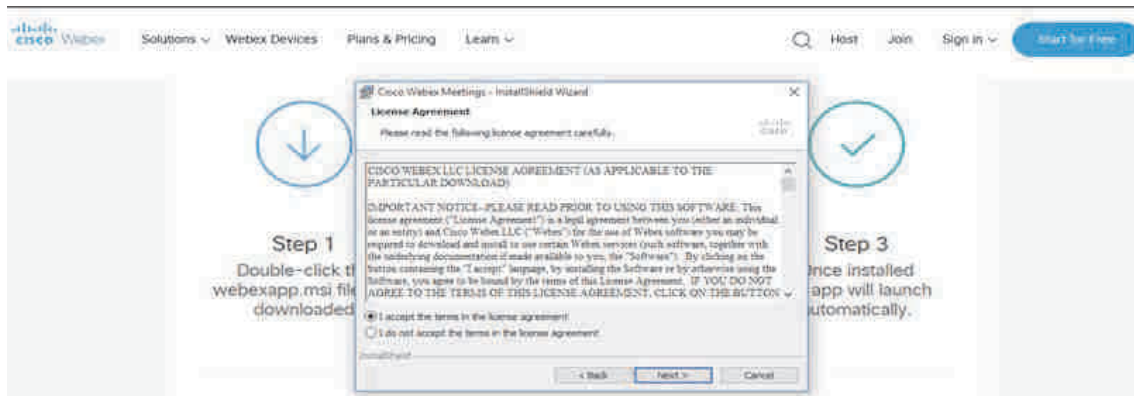 cisco Webex Solutions Webex Devices Plans & Pricing Learn Host Join Sign in Start for Free
Cisco Webex Meetings - InstallShield Wizard
License Agreement
Please read the following license agreement carefully.
cisco
CISCO WEBEX LLC LICENSE AGREEMENT (AS APPLICABLE TO THE
PARTICULAR DOWNLOAD)
IMPORTANT NOTICE--PLEASE READ PRIOR TO USING THIS SOFTWARE: This
license agreement ("License Agreement") is a legal agreement between you (either an individual
or an entity) and Cisco Webex LLC ("Webex") for the use of Webex software you may be
required to download and install to use certain Webex services (such software, together with
the underlying documentation if made available to you, the "Software"). By clicking on the
button containing the "I accept" language, by installing the Software or by otherwise using the
Software, you agree to be bound by the terms of this License Agreement. IF YOU DO NOT
AGREE TO THE TERMS OF THIS LICENSE AGREEMENT, CLICK ON THE BUTTON
I accept the terms in the license agreement
I do not accept the terms in the license agreement
InstallShield
< Back Next > Cancel
Step 1
Double-click th
webexapp.msi file
downloaded
Step 3
Once installed
app will launch
automatically.